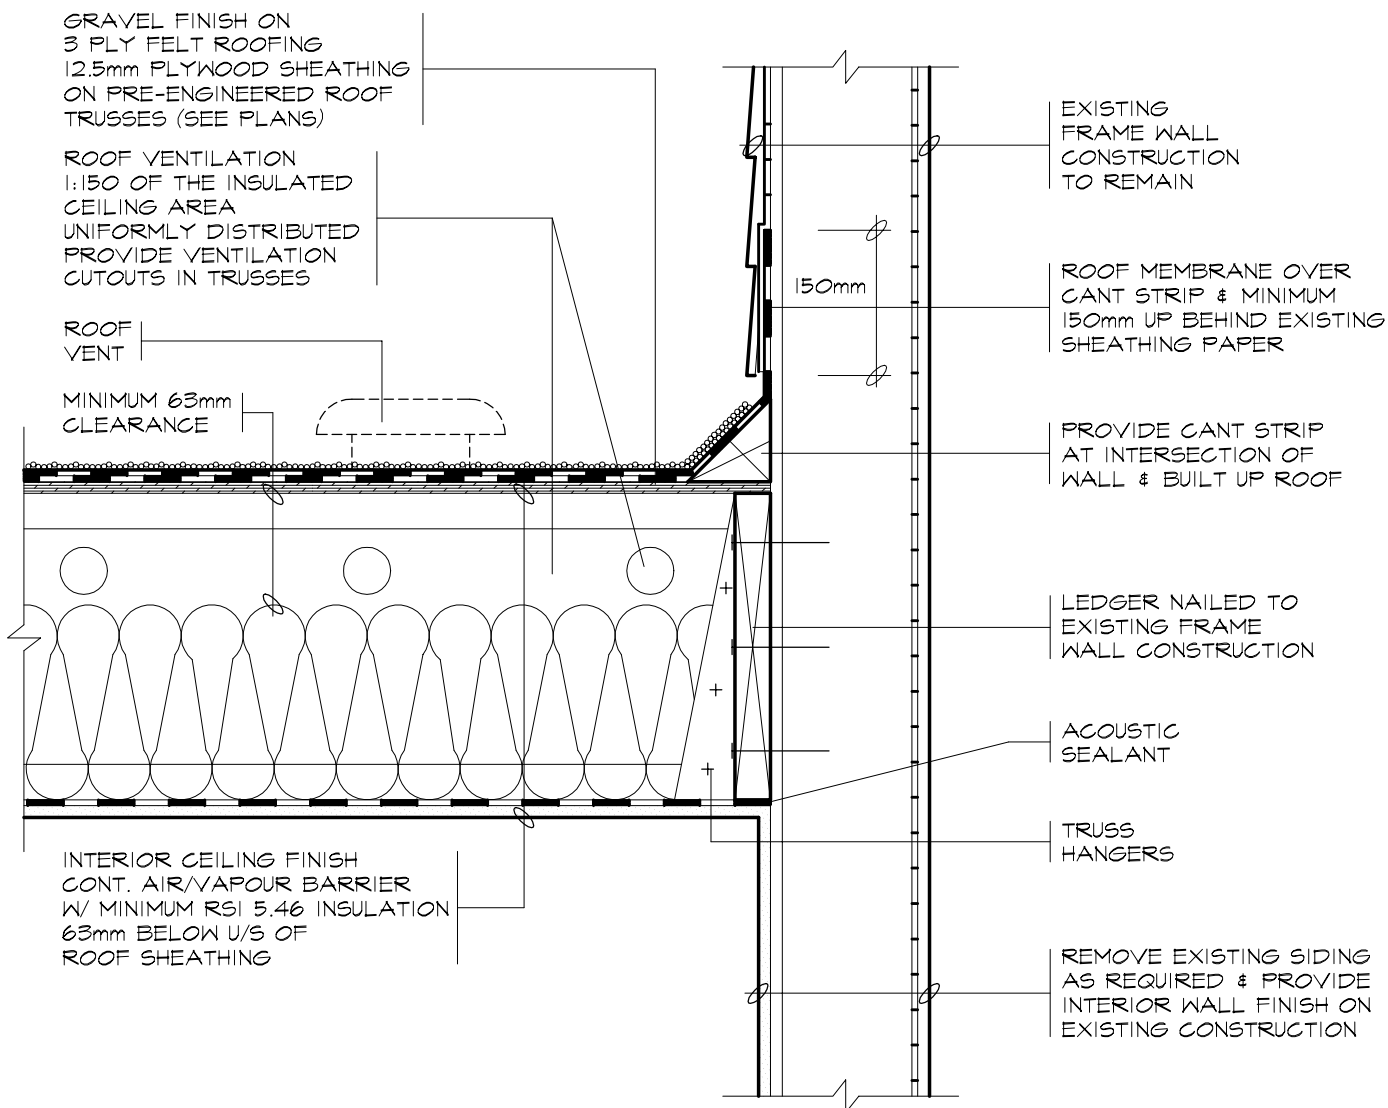 GRAVEL FINISH ON
3 PLY FELT ROOFING
12.5mm PLYWOOD SHEATHING
ON PRE-ENGINEERED ROOF
TRUSSES (SEE PLANS)
ROOF VENTILATION
1:150 OF THE INSULATED
CEILING AREA
UNIFORMLY DISTRIBUTED
PROVIDE VENTILATION
CUTOUTS IN TRUSSES
ROOF
VENT
MINIMUM 63mm
CLEARANCE
INTERIOR CEILING FINISH
CONT. AIR/VAPOUR BARRIER
W/ MINIMUM RSI 5.46 INSULATION
63mm BELOW U/S OF
ROOF SHEATHING
150mm
EXISTING
FRAME WALL
CONSTRUCTION
TO REMAIN
ROOF MEMBRANE OVER
CANT STRIP & MINIMUM
150mm UP BEHIND EXISTING
SHEATHING PAPER
PROVIDE CANT STRIP
AT INTERSECTION OF
WALL & BUILT UP ROOF
LEDGER NAILED TO
EXISTING FRAME
WALL CONSTRUCTION
ACOUSTIC
SEALANT
TRUSS
HANGERS
REMOVE EXISTING SIDING
AS REQUIRED & PROVIDE
INTERIOR WALL FINISH ON
EXISTING CONSTRUCTION